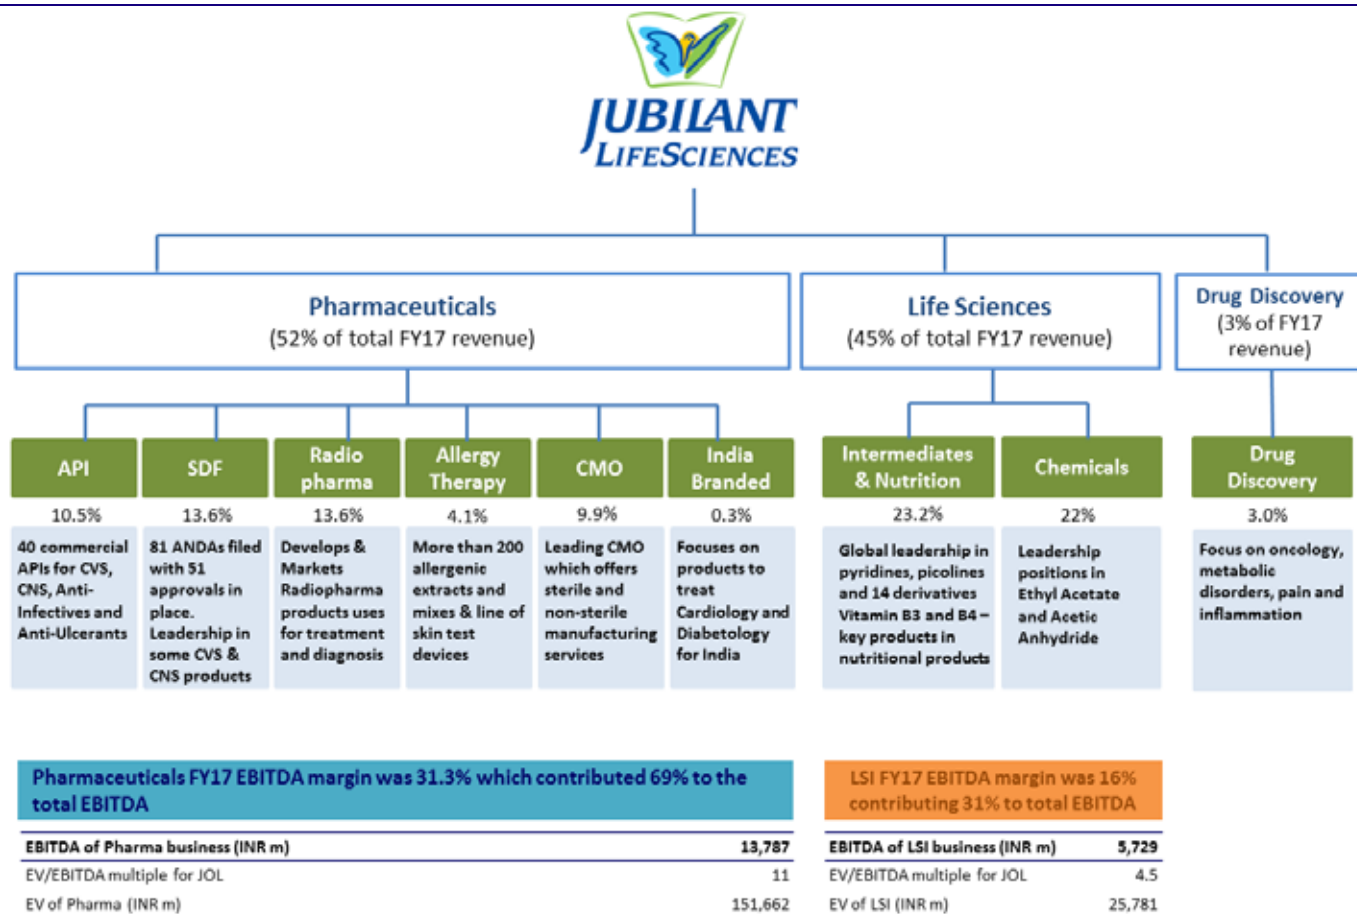 JUBILANT
LIFESCIENCES
Pharmaceuticals
(52% of total FY17 revenue)
Life Sciences
(45% of total FY17 revenue)
Drug Discovery
(3% of FY17
revenue)
API
SDF
Radio
pharma
Allergy
Therapy
CMO
India
Branded
Intermediates
& Nutrition
Chemicals
Drug
Discovery
10.5%
13.6%
13.6%
4.1%
9.9%
0.3%
23.2%
22%
3.0%
40 commercial
APIs for CVS,
CNS, Anti-
Infectives and
Anti-Ulcerants
81 ANDAs filed
with 51
approvals in
place.
Leadership in
some CVS &
CNS products
Develops &
Markets
Radiopharma
products uses
for treatment
and diagnosis
More than 200
allergenic
extracts and
mixes & line of
skin test
devices
Leading CMO
which offers
sterile and
non-sterile
manufacturing
services
Focuses on
products to
treat
Cardiology and
Diabetology
for India
Global leadership in
pyridines, picolines
and 14 derivatives
Vitamin B3 and B4 –
key products in
nutritional products
Leadership
positions in
Ethyl Acetate
and Acetic
Anhydride
Focus on oncology,
metabolic
disorders, pain and
inflammation
Pharmaceuticals FY17 EBITDA margin was 31.3% which contributed 69% to the
total EBITDA
EBITDA of Pharma business (INR m) 13,787
EV/EBITDA multiple for JOL 11
EV of Pharma (INR m) 151,662
LSI FY17 EBITDA margin was 16%
contributing 31% to total EBITDA
EBITDA of LSI business (INR m) 5,729
EV/EBITDA multiple for JOL 4.5
EV of LSI (INR m) 25,781